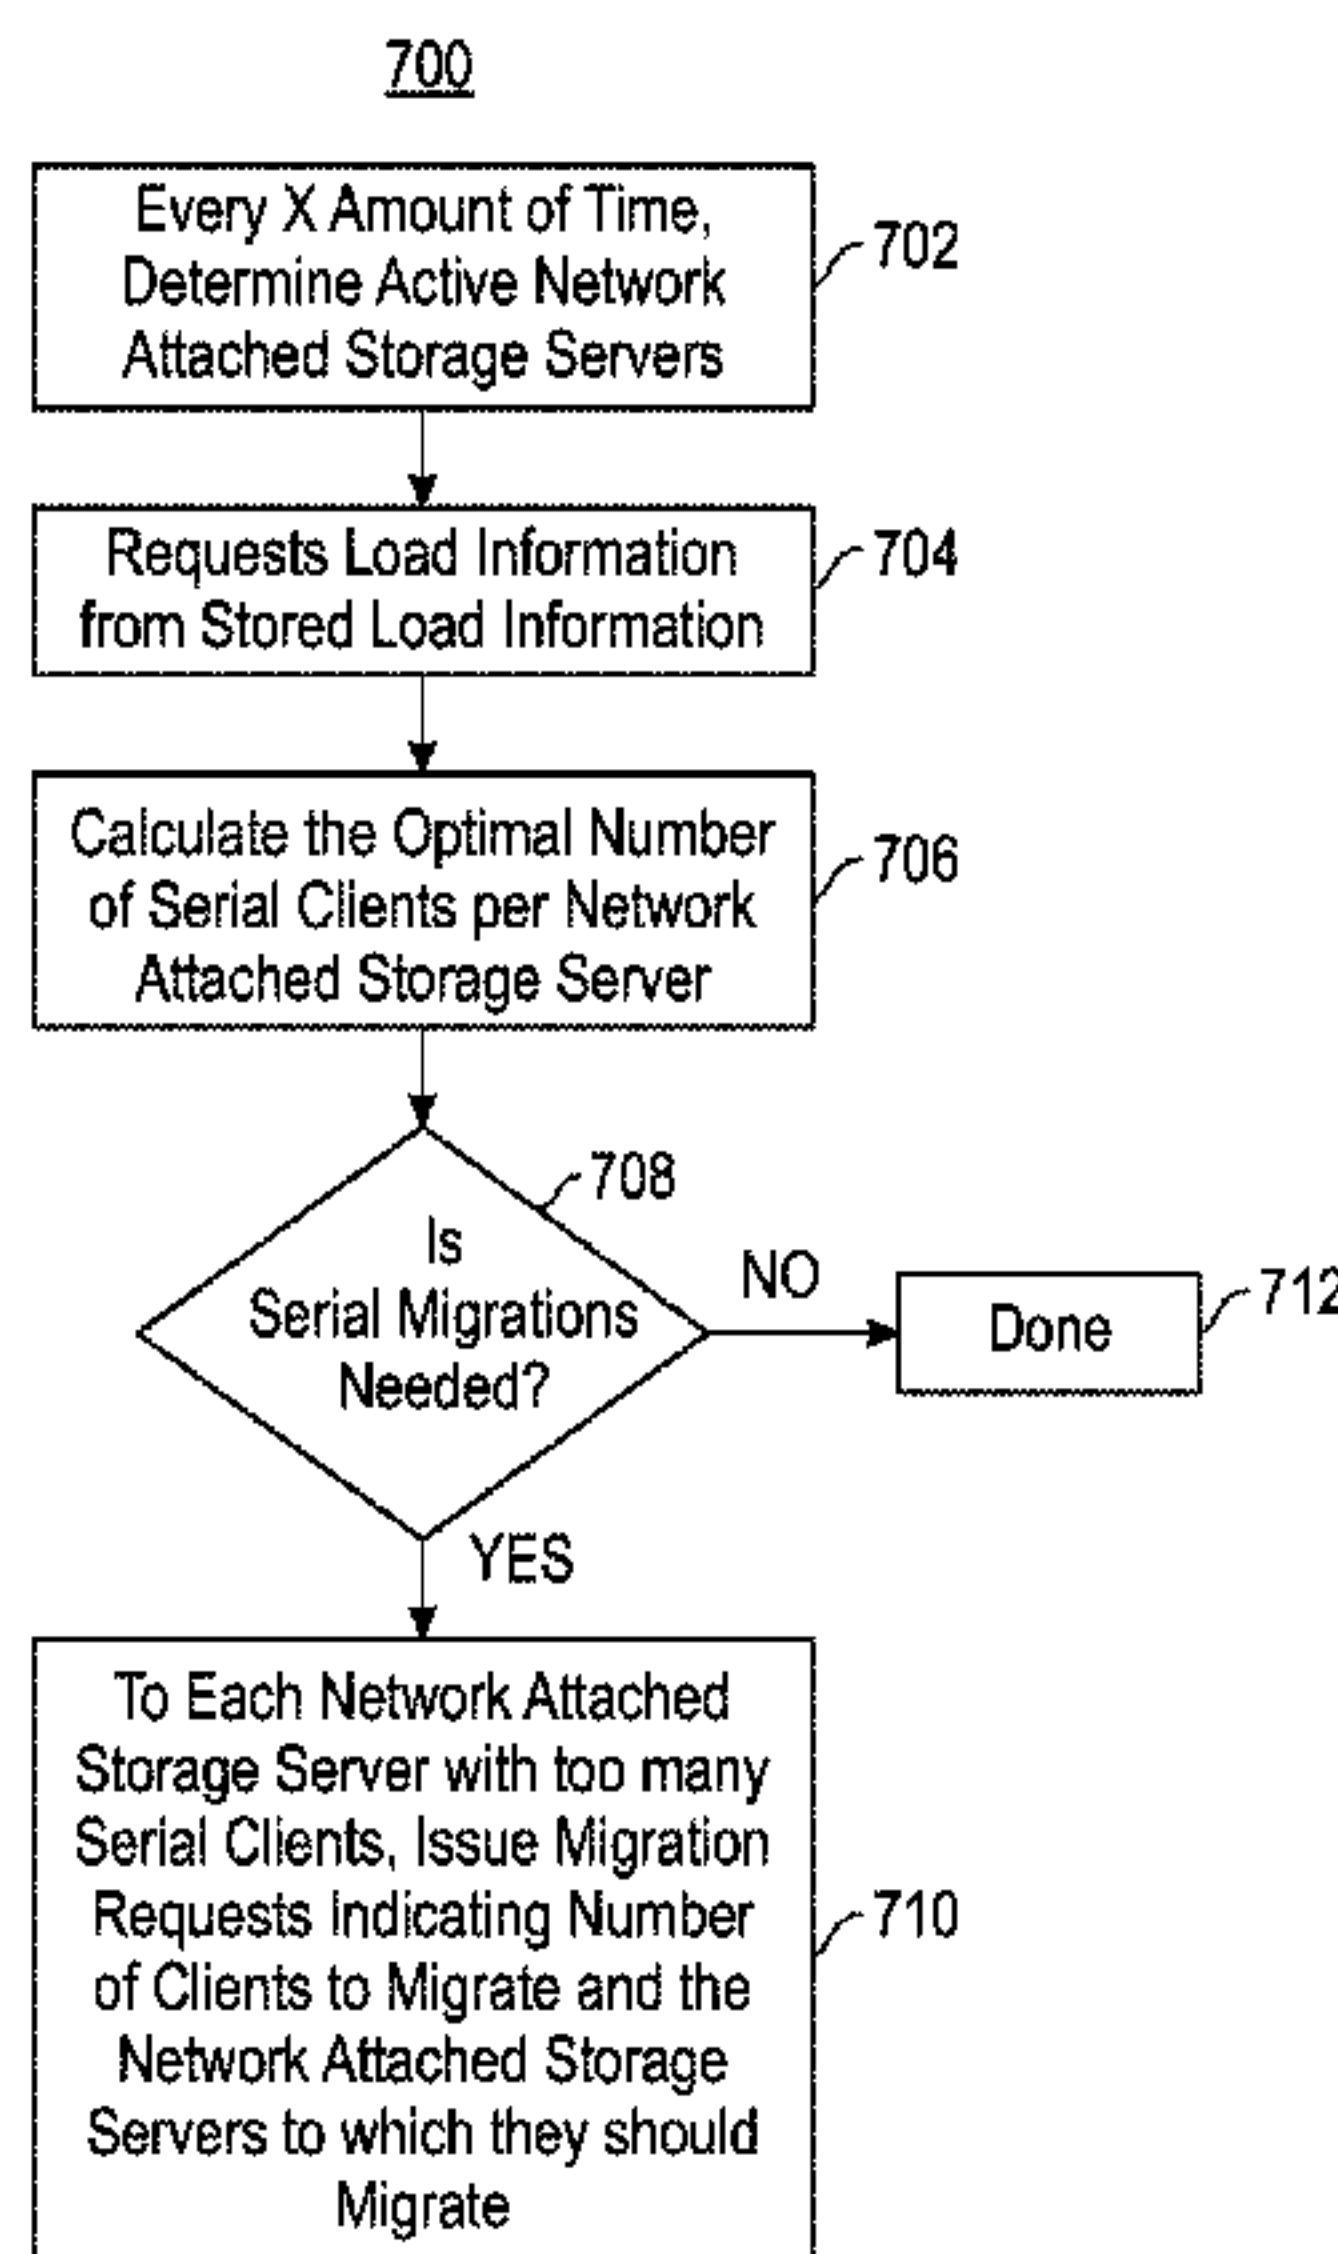 700
Every X Amount of Time,
Determine Active Network
Attached Storage Servers
702
Requests Load Information
from Stored Load Information
704
Calculate the Optimal Number
of Serial Clients per Network
Attached Storage Server
706
Is
Serial Migrations
Needed?
708
NO
Done
712
YES
To Each Network Attached
Storage Server with too many
Serial Clients, Issue Migration
Requests Indicating Number
of Clients to Migrate and the
Network Attached Storage
Servers to which they should
Migrate
710